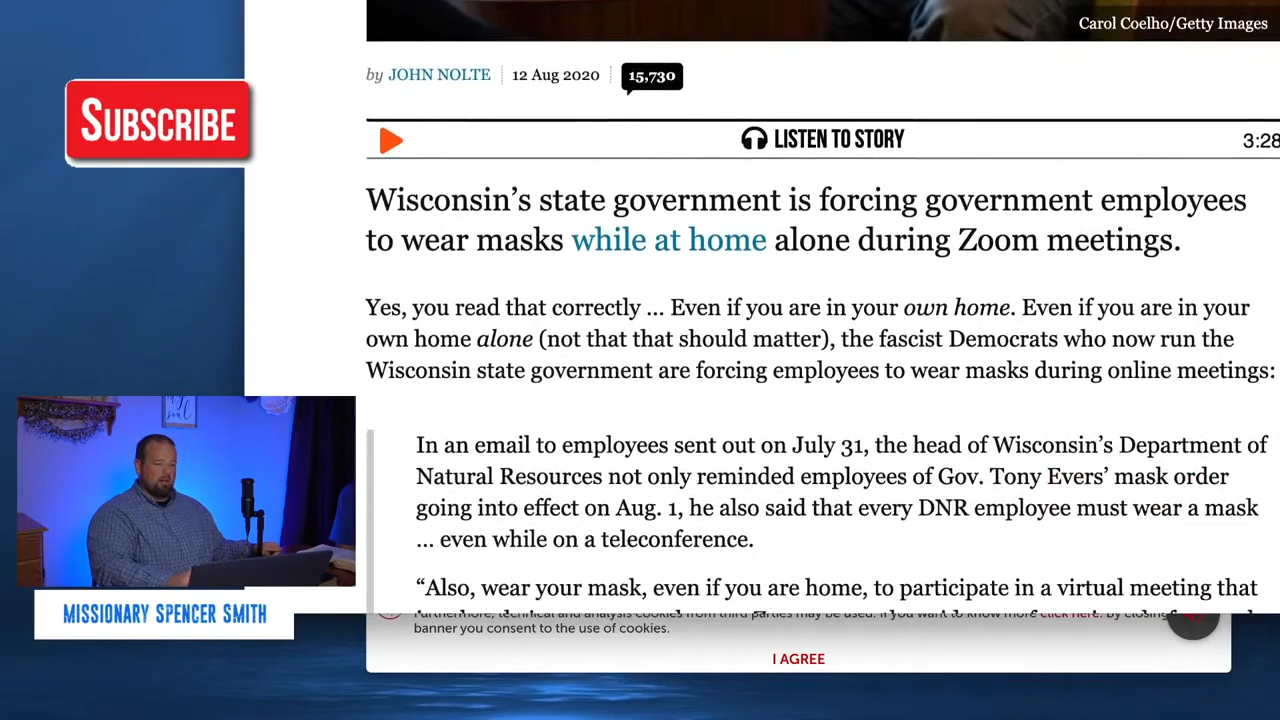 Carol Coelho/Getty Images
by JOHN NOLTE 12 Aug 2020 15,730
SUBSCRIBE
LISTEN TO STORY 3:28
Wisconsin’s state government is forcing government employees
to wear masks while at home alone during Zoom meetings.
Yes, you read that correctly ... Even if you are in your own home. Even if you are in your
own home alone (not that that should matter), the fascist Democrats who now run the
Wisconsin state government are forcing employees to wear masks during online meetings:
In an email to employees sent out on July 31, the head of Wisconsin’s Department of
Natural Resources not only reminded employees of Gov. Tony Evers’ mask order
going into effect on Aug. 1, he also said that every DNR employee must wear a mask
... even while on a teleconference.
“Also, wear your mask, even if you are home, to participate in a virtual meeting that
banner you consent to the use of cookies.
I AGREE
soul
MISSIONARY SPENCER SMITH